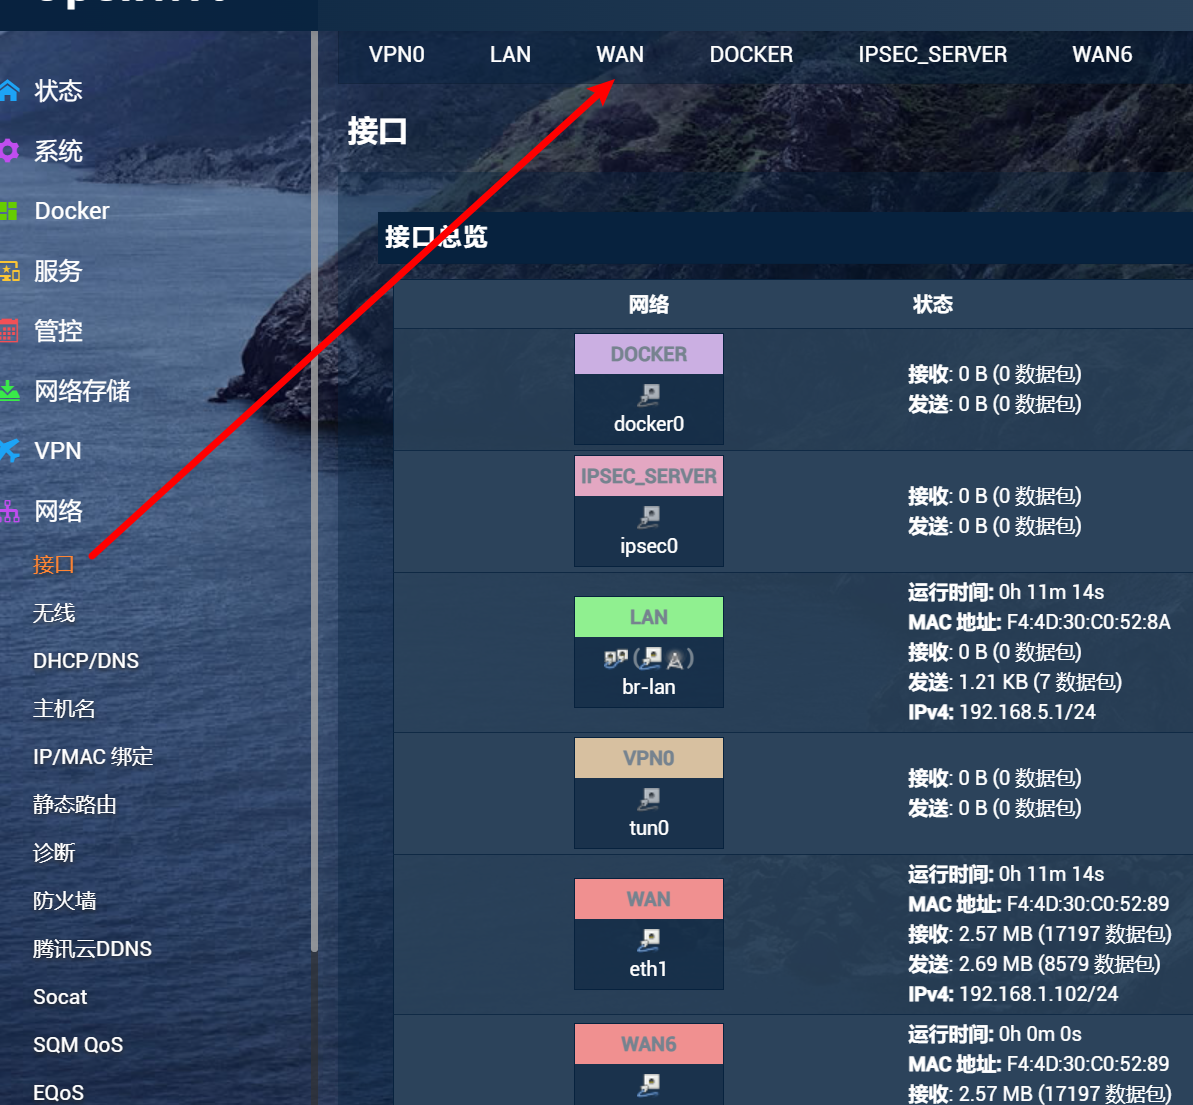 VPN0 LAN WAN DOCKER IPSEC_SERVER WAN6
状态
系统
Docker
服务
管控
网络存储
VPN
网络
接口
无线
DHCP/DNS
主机名
IP/MAC 绑定
静态路由
诊断
防火墙
腾讯云DDNS
Socat
SQM QoS
EQoS
接口
接口总览
网络 状态
DOCKER
docker0
接收: 0 B (0 数据包)
发送: 0 B (0 数据包)
IPSEC_SERVER
ipsec0
接收: 0 B (0 数据包)
发送: 0 B (0 数据包)
LAN
br-lan
运行时间: 0h 11m 14s
MAC 地址: F4:4D:30:C0:52:8A
接收: 0 B (0 数据包)
发送: 1.21 KB (7 数据包)
IPv4: 192.168.5.1/24
VPN0
tun0
接收: 0 B (0 数据包)
发送: 0 B (0 数据包)
WAN
eth1
运行时间: 0h 11m 14s
MAC 地址: F4:4D:30:C0:52:89
接收: 2.57 MB (17197 数据包)
发送: 2.69 MB (8579 数据包)
IPv4: 192.168.1.102/24
WAN6
运行时间: 0h 0m 0s
MAC 地址: F4:4D:30:C0:52:89
接收: 2.57 MB (17197 数据包)